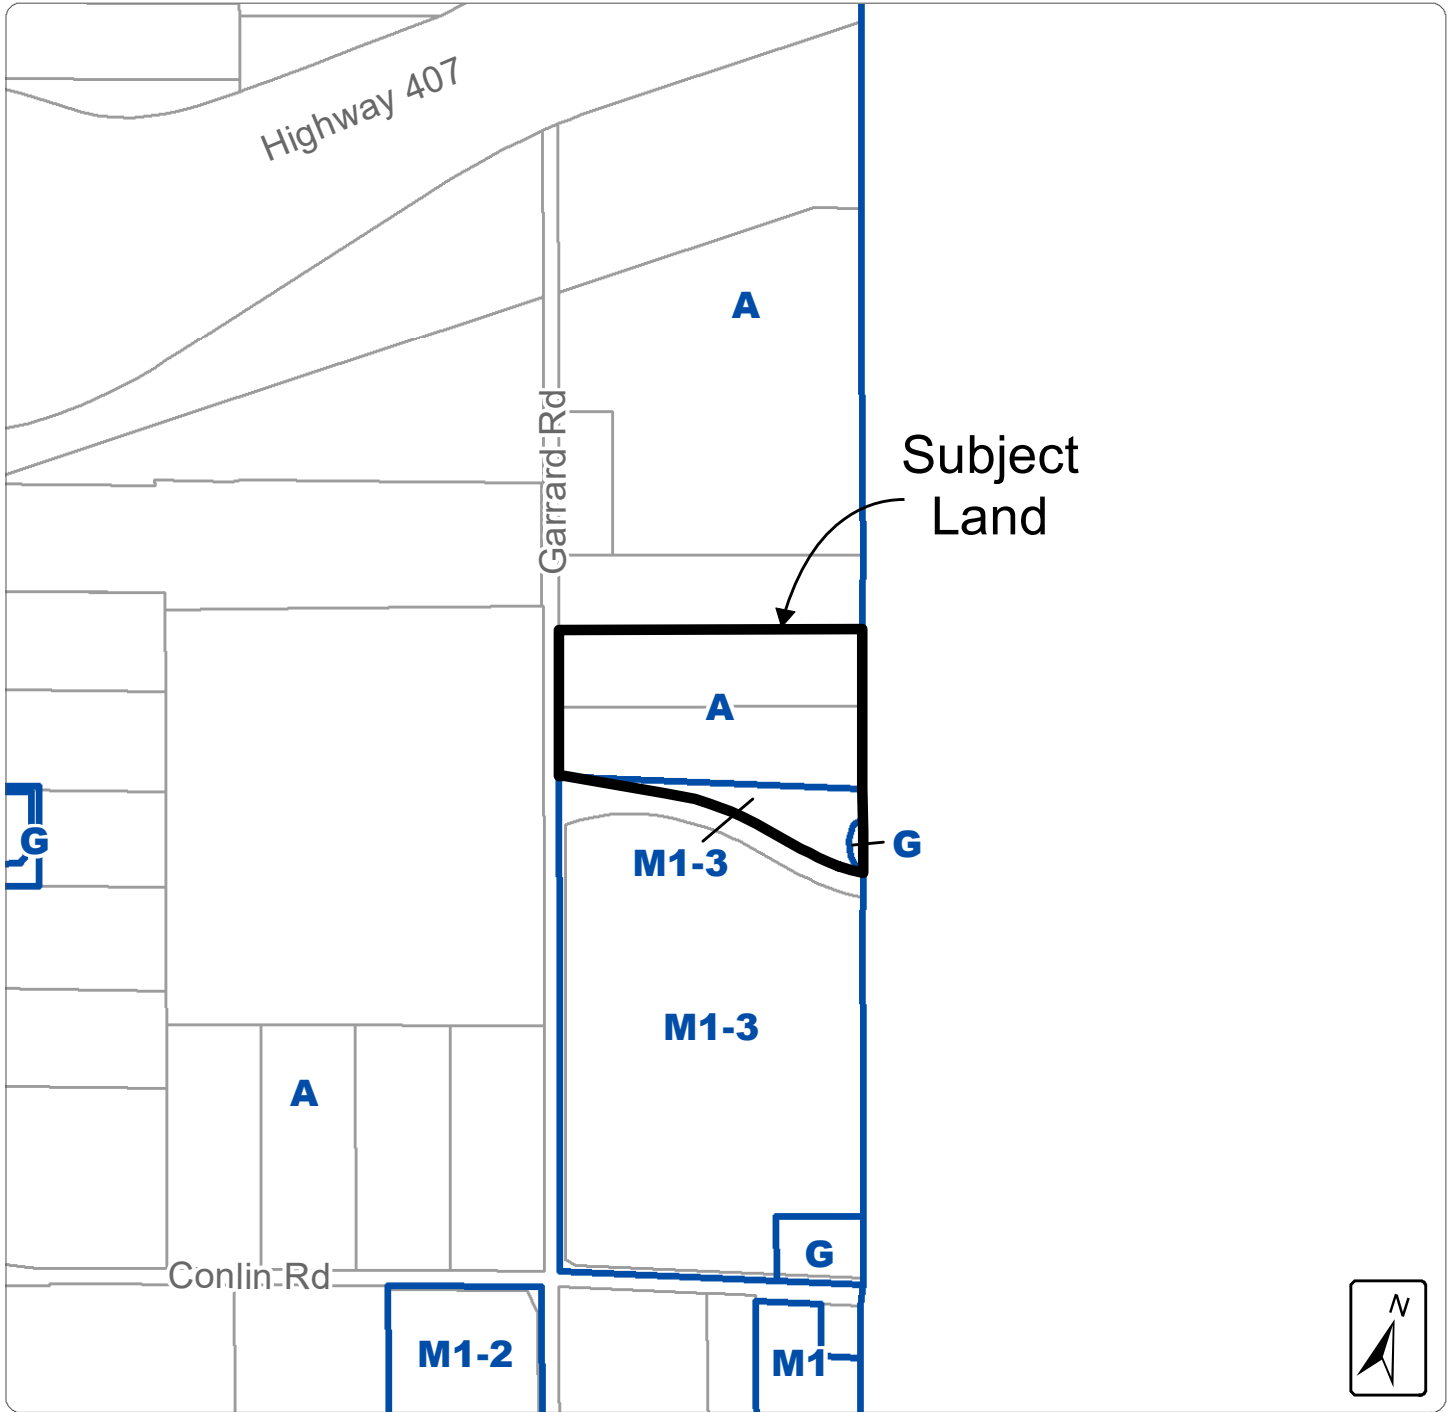 Highway 407
A
Garrard Rd
Subject
Land
A
G
M1-3
G
M1-3
A
G
Conlin Rd
M1-2
M1
N